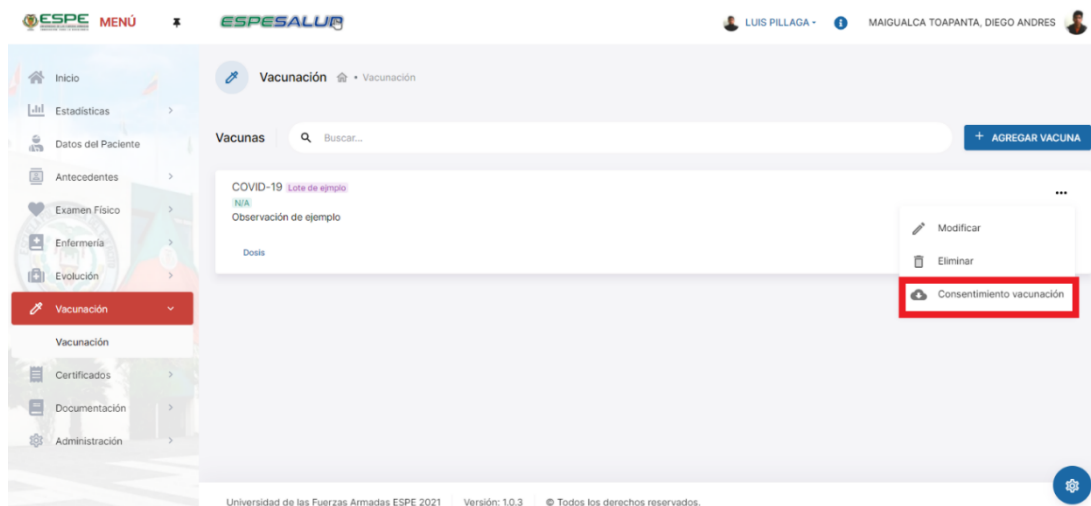 ESPE MENÚ
ESPESALUD
LUIS PILLAGA
MAIGUALCA TOAPANTA, DIEGO ANDRES
Inicio
Estadísticas
Datos del Paciente
Antecedentes
Examen Físico
Enfermería
Evolución
Vacunación
Vacunación
Certificados
Documentación
Administración
Vacunación • Vacunación
Vacunas
Buscar...
+ AGREGAR VACUNA
COVID-19 Lote de ejmplo
N/A
Observación de ejemplo
Dosis
Modificar
Eliminar
Consentimiento vacunación
Universidad de las Fuerzas Armadas ESPE 2021 Versión: 1.0.3 © Todos los derechos reservados.